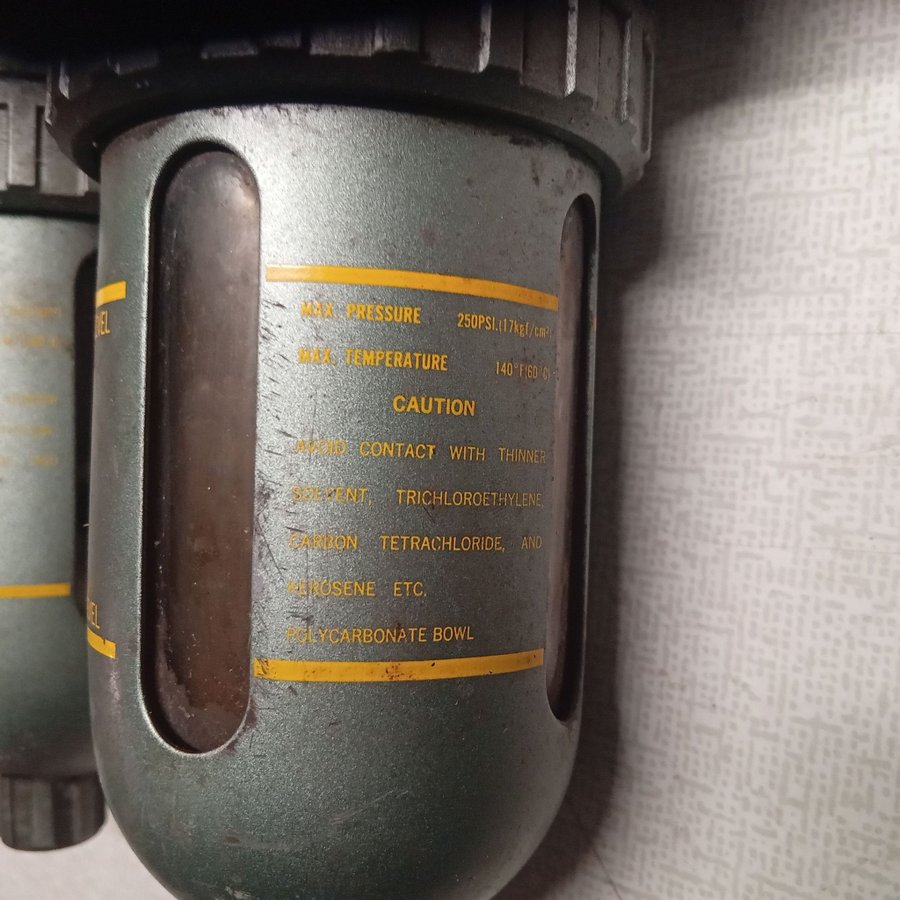 MAX. PRESSURE 250PSI.(17kgf/cm²)
MAX. TEMPERATURE 140°F(60°C)
CAUTION
AVOID CONTACT WITH THINNER
SOLVENT, TRICHLOROETHYLENE,
CARBON TETRACHLORIDE, AND
KEROSENE ETC.
POLYCARBONATE BOWL